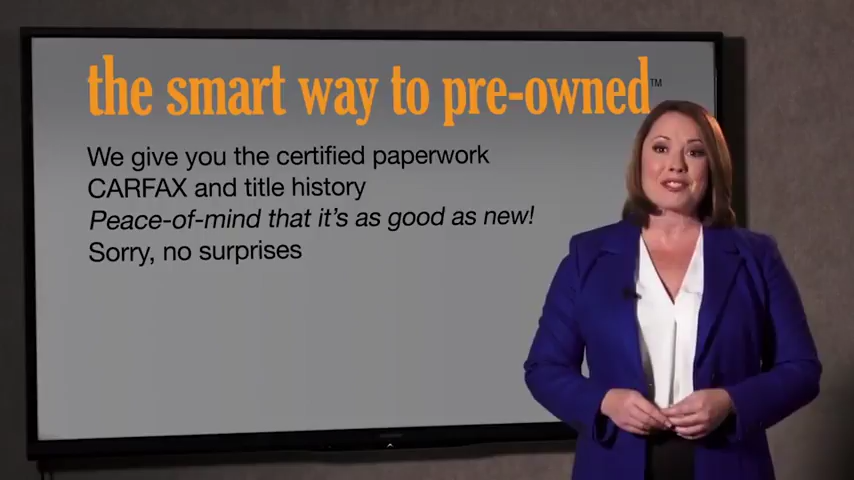 the smart way to pre-owned™
We give you the certified paperwork
CARFAX and title history
Peace-of-mind that it's as good as new!
Sorry, no surprises